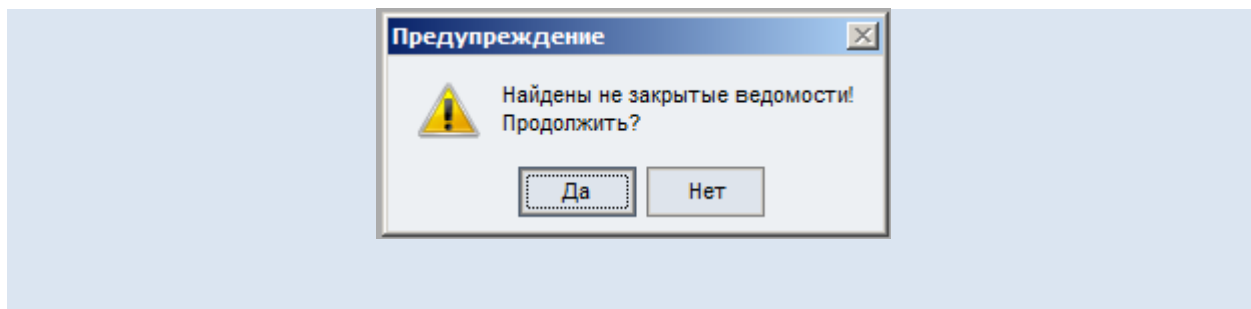 Предупреждение
Найдены не закрытые ведомости!
Продолжить?
Да
Нет